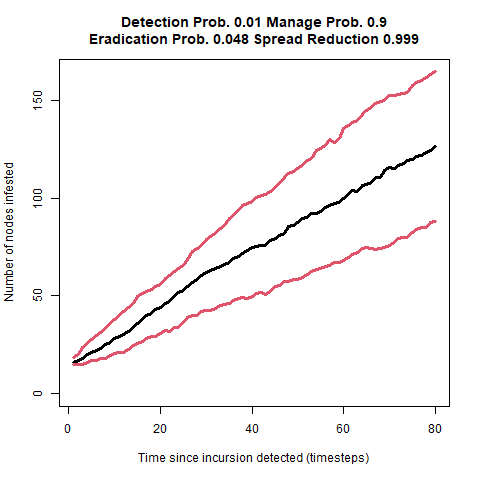 Detection Prob. 0.01 Manage Prob. 0.9
Eradication Prob. 0.048 Spread Reduction 0.999
Number of nodes infested
150
100
50
0
0 20 40 60 80
Time since incursion detected (timesteps)